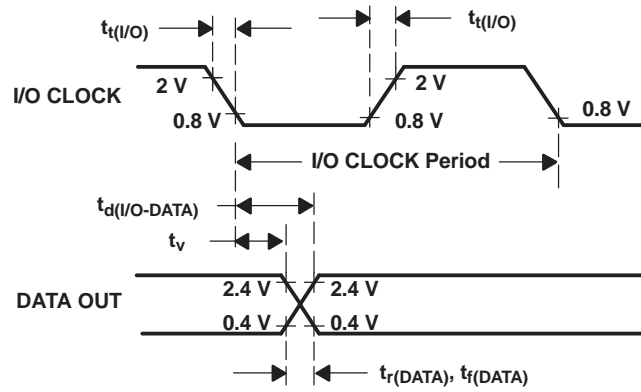 tt(I/O) tt(I/O)
2 V 2 V
I/O CLOCK
0.8 V 0.8 V 0.8 V
I/O CLOCK Period
td(I/O-DATA)
tv
2.4 V 2.4 V
DATA OUT
0.4 V 0.4 V
tr(DATA), tf(DATA)